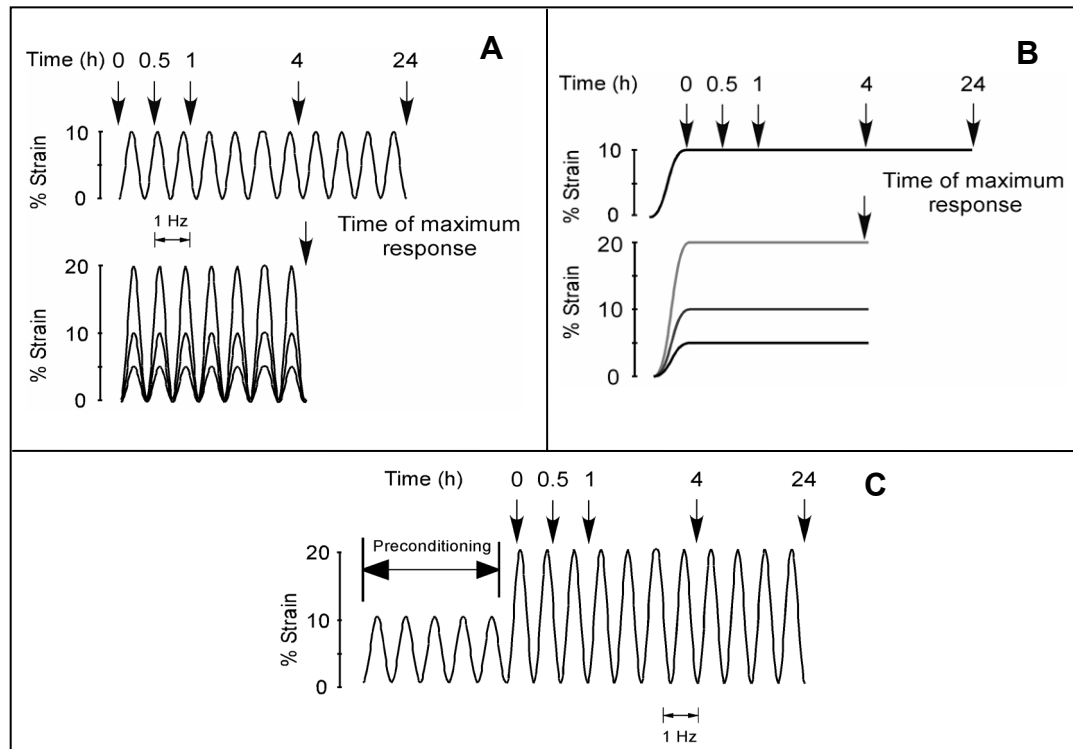 A
Time (h) 0 0.5 1 4 24
10
0
% Strain
1 Hz
Time of maximum
response
20
10
0
% Strain
B
Time (h) 0 0.5 1 4 24
10
0
% Strain
Time of maximum
response
20
10
0
% Strain
C
Time (h) 0 0.5 1 4 24
Preconditioning
20
10
0
% Strain
1 Hz